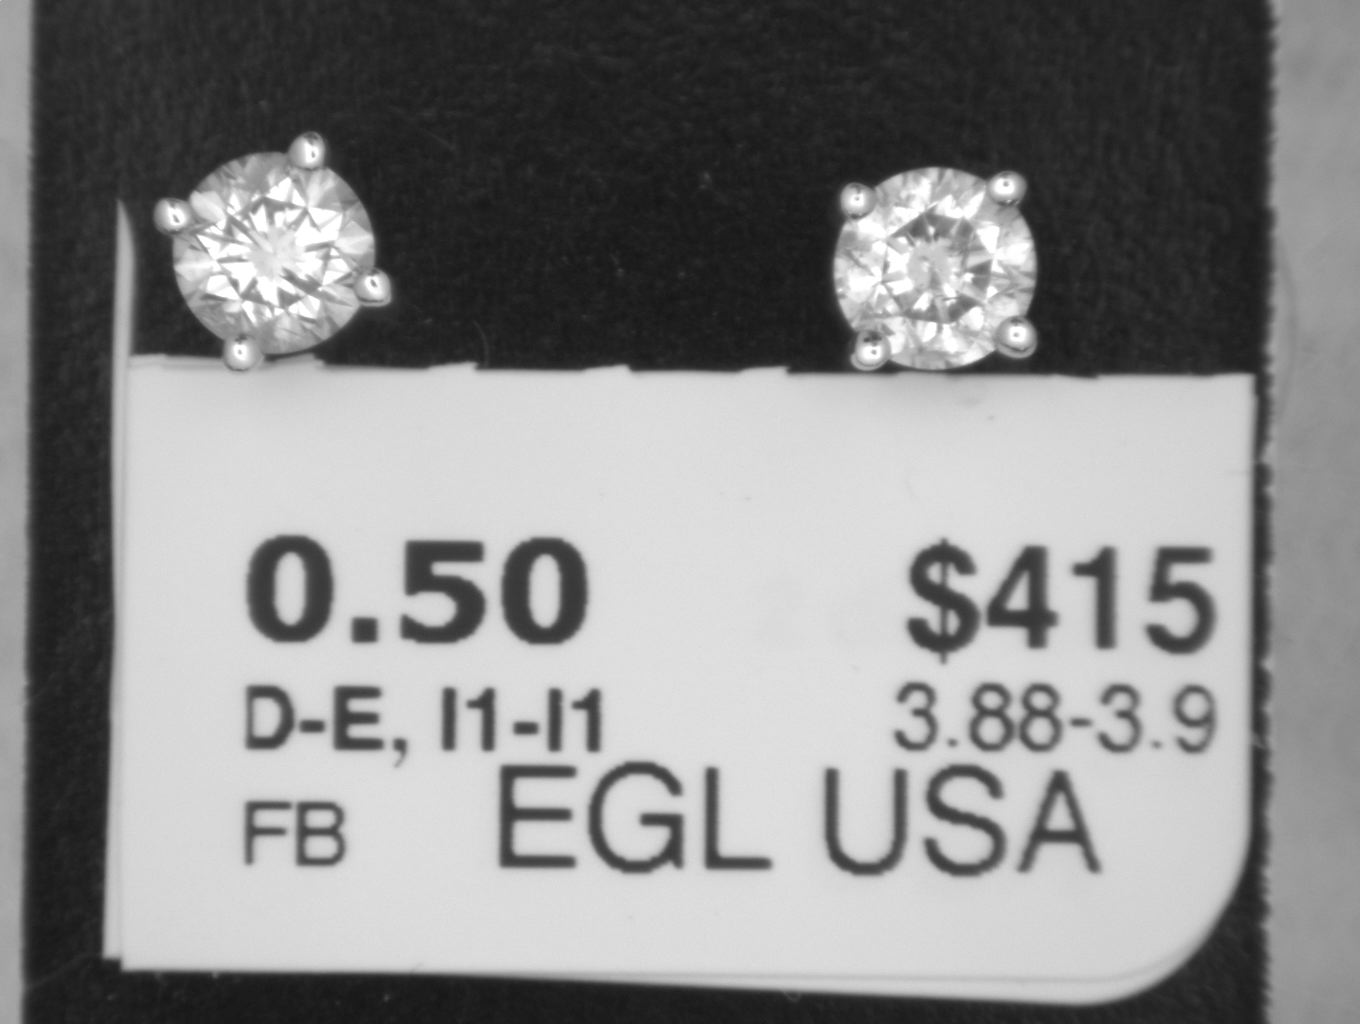 0.50 $415
D-E, I1-I1 3.88-3.9
FB EGL USA